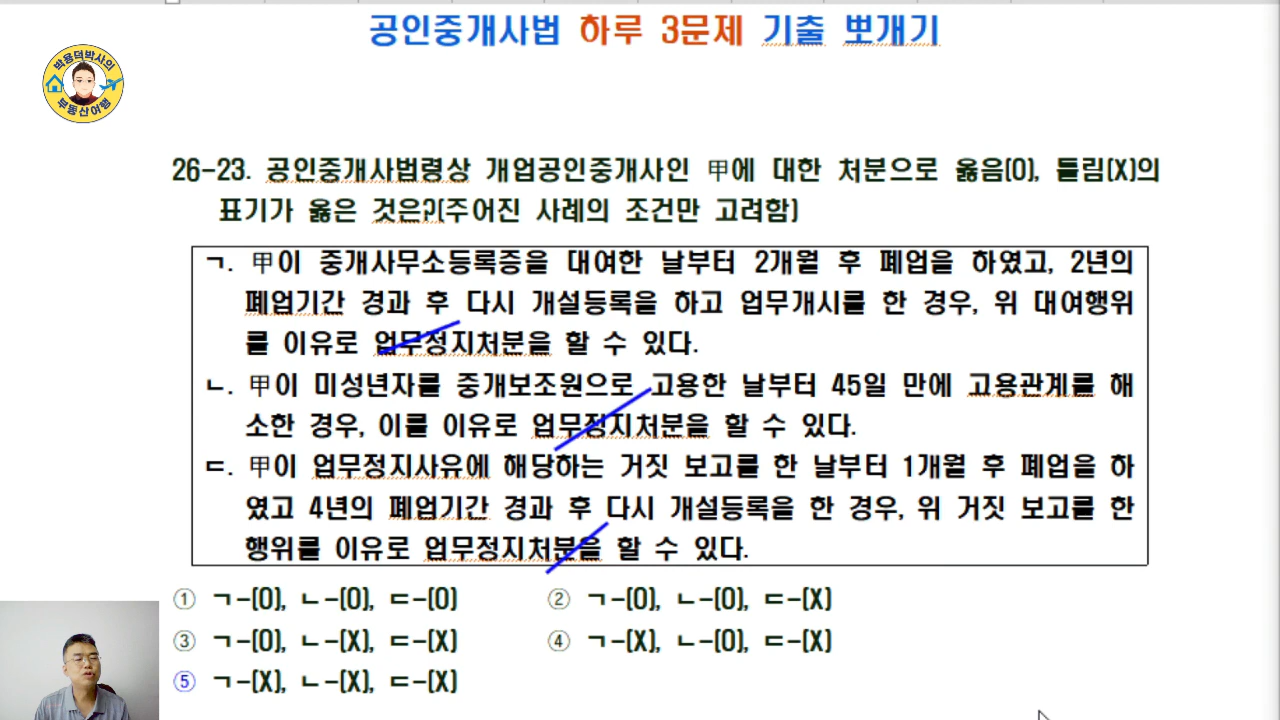 공인중개사법 하루 3문제 기출 뽀개기
박용덕박사의
부동산여행
26-23. 공인중개사법령상 개업공인중개사인 甲에 대한 처분으로 옳음(O), 틀림(X)의
표기가 옳은 것은?(주어진 사례의 조건만 고려함)
ㄱ. 甲이 중개사무소등록증을 대여한 날부터 2개월 후 폐업을 하였고, 2년의
폐업기간 경과 후 다시 개설등록을 하고 업무개시를 한 경우, 위 대여행위
를 이유로 업무정지처분을 할 수 있다.
ㄴ. 甲이 미성년자를 중개보조원으로 고용한 날부터 45일 만에 고용관계를 해
소한 경우, 이를 이유로 업무정지처분을 할 수 있다.
ㄷ. 甲이 업무정지사유에 해당하는 거짓 보고를 한 날부터 1개월 후 폐업을 하
였고 4년의 폐업기간 경과 후 다시 개설등록을 한 경우, 위 거짓 보고를 한
행위를 이유로 업무정지처분을 할 수 있다.
① ㄱ-(O), ㄴ-(O), ㄷ-(O) ② ㄱ-(O), ㄴ-(O), ㄷ-(X)
③ ㄱ-(O), ㄴ-(X), ㄷ-(X) ④ ㄱ-(X), ㄴ-(O), ㄷ-(X)
⑤ ㄱ-(X), ㄴ-(X), ㄷ-(X)